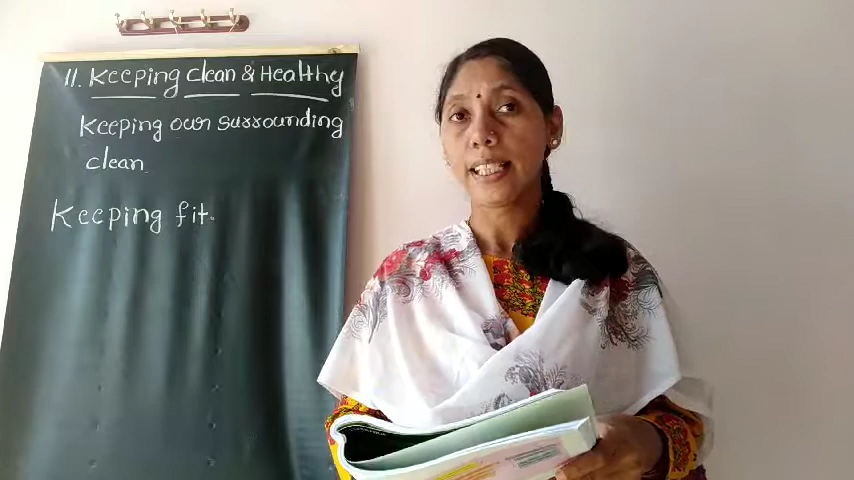 11. Keeping clean & Healthy
Keeping our surrounding
clean.
Keeping fit.